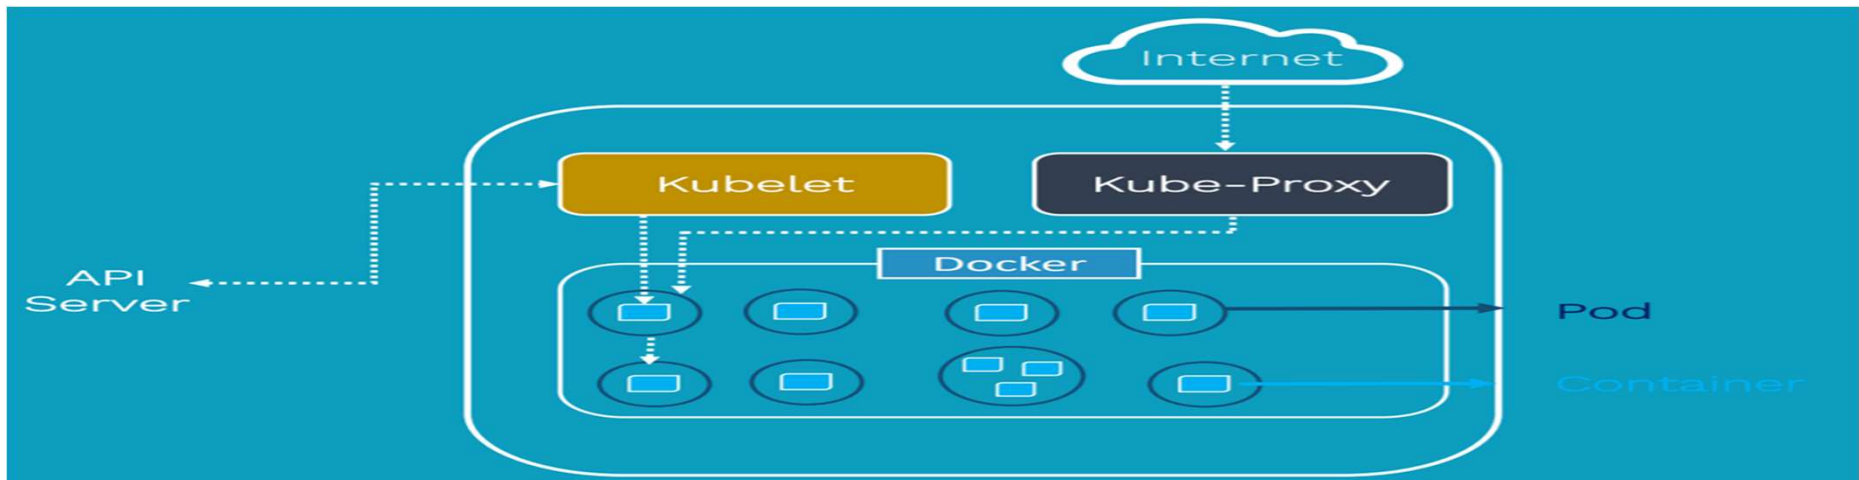 Internet
Kubelet
Kube-Proxy
Docker
API
Server
Pod
Container